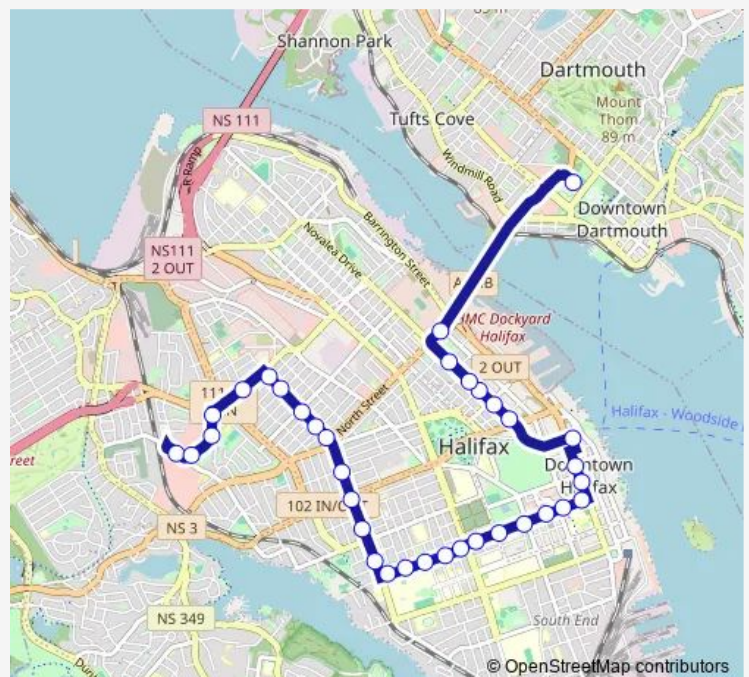 Shannon Park
Dartmouth
Mount
Thom
89 m
NS 111
Tufts Cove
R Ramp
Windmill Road
Downtown
Dartmouth
Barrington Street
Novalea Drive
NS111
2 OUT
HMC Dockyard
Halifax
2 OUT
North Street
Halifax - Woodside
Halifax
Downtown
Halifax
102 IN/OUT
NS 3
NS 349
South End
© OpenStreetMap contributors